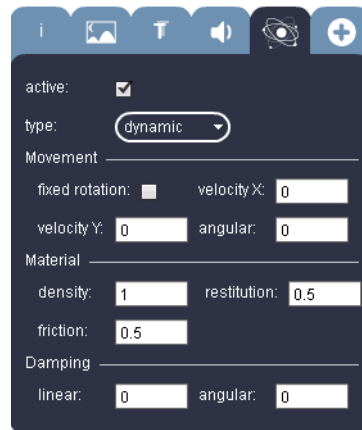 i T
active:
type: dynamic
Movement
fixed rotation: velocity X: 0
velocity Y: 0 angular: 0
Material
density: 1 restitution: 0.5
friction: 0.5
Damping
linear: 0 angular: 0